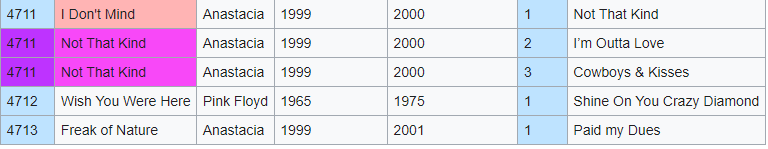 4711 I Don't Mind Anastacia 1999 2000 1 Not That Kind
4711 Not That Kind Anastacia 1999 2000 2 I’m Outta Love
4711 Not That Kind Anastacia 1999 2000 3 Cowboys & Kisses
4712 Wish You Were Here Pink Floyd 1965 1975 1 Shine On You Crazy Diamond
4713 Freak of Nature Anastacia 1999 2001 1 Paid my Dues